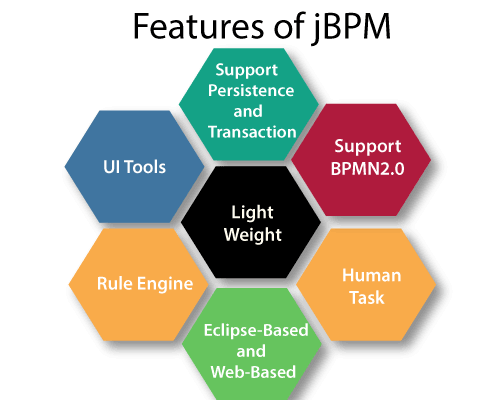 Features of jBPM
Support
Persistence
and
Transaction
Support
BPMN2.0
UI Tools
Light
Weight
Rule Engine
Human
Task
Eclipse-Based
and
Web-Based